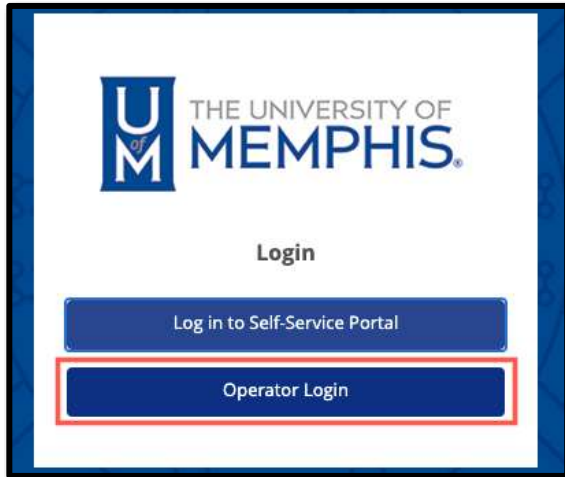 U
of
M
THE UNIVERSITY OF
MEMPHIS®
Login
Log in to Self-Service Portal
Operator Login